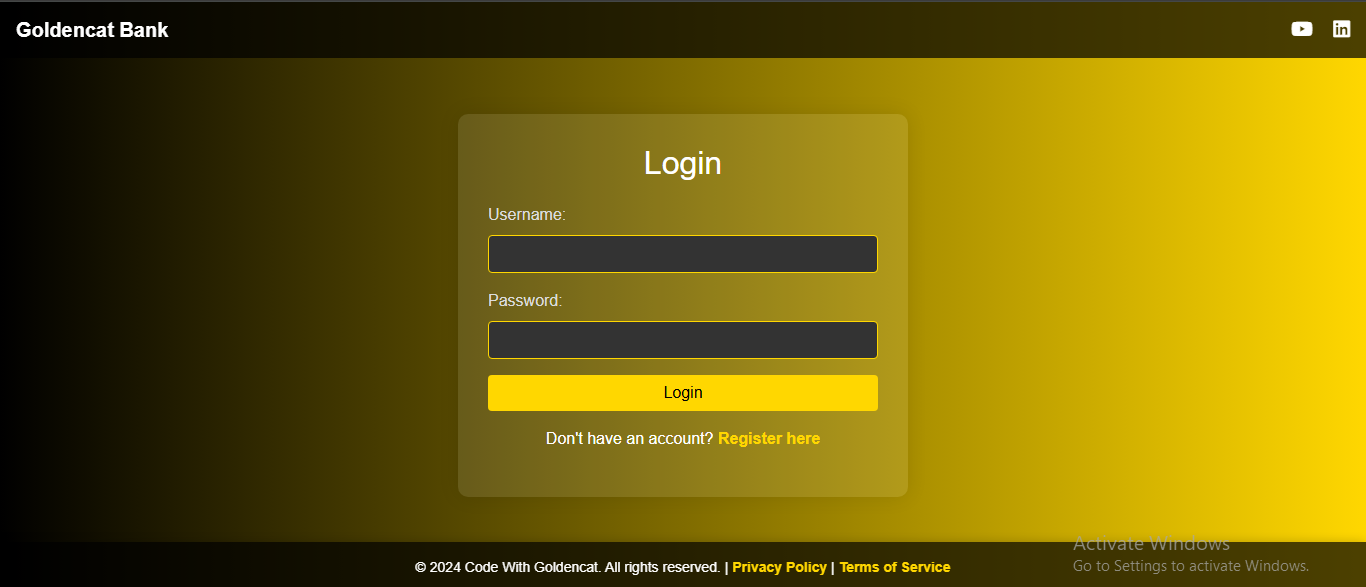 Goldencat Bank
in
Login
Username:
Password:
Login
Don't have an account? Register here
© 2024 Code With Goldencat. All rights reserved. | Privacy Policy | Terms of Service
Activate Windows
Go to Settings to activate Windows.